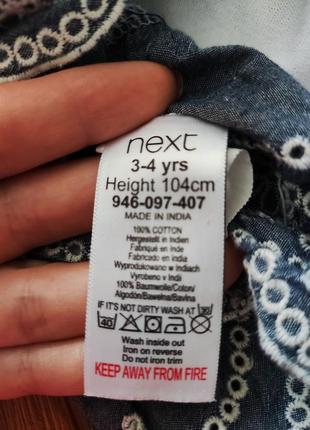 next
3-4 yrs
Height 104cm
946-097-407
MADE IN INDIA
100% COTTON
Hergestellt in Indien
Fabriqué en Inde
Fabricado en India
Wyprodukowano w Indiach
Vyrobeno v Indii
100% Baumwolle/Coton/
Algodón/Bawełna/Bavlna
IF IT'S NOT DIRTY WASH AT 30
40
Wash inside out
Iron on reverse
Do not iron trim
KEEP AWAY FROM FIRE